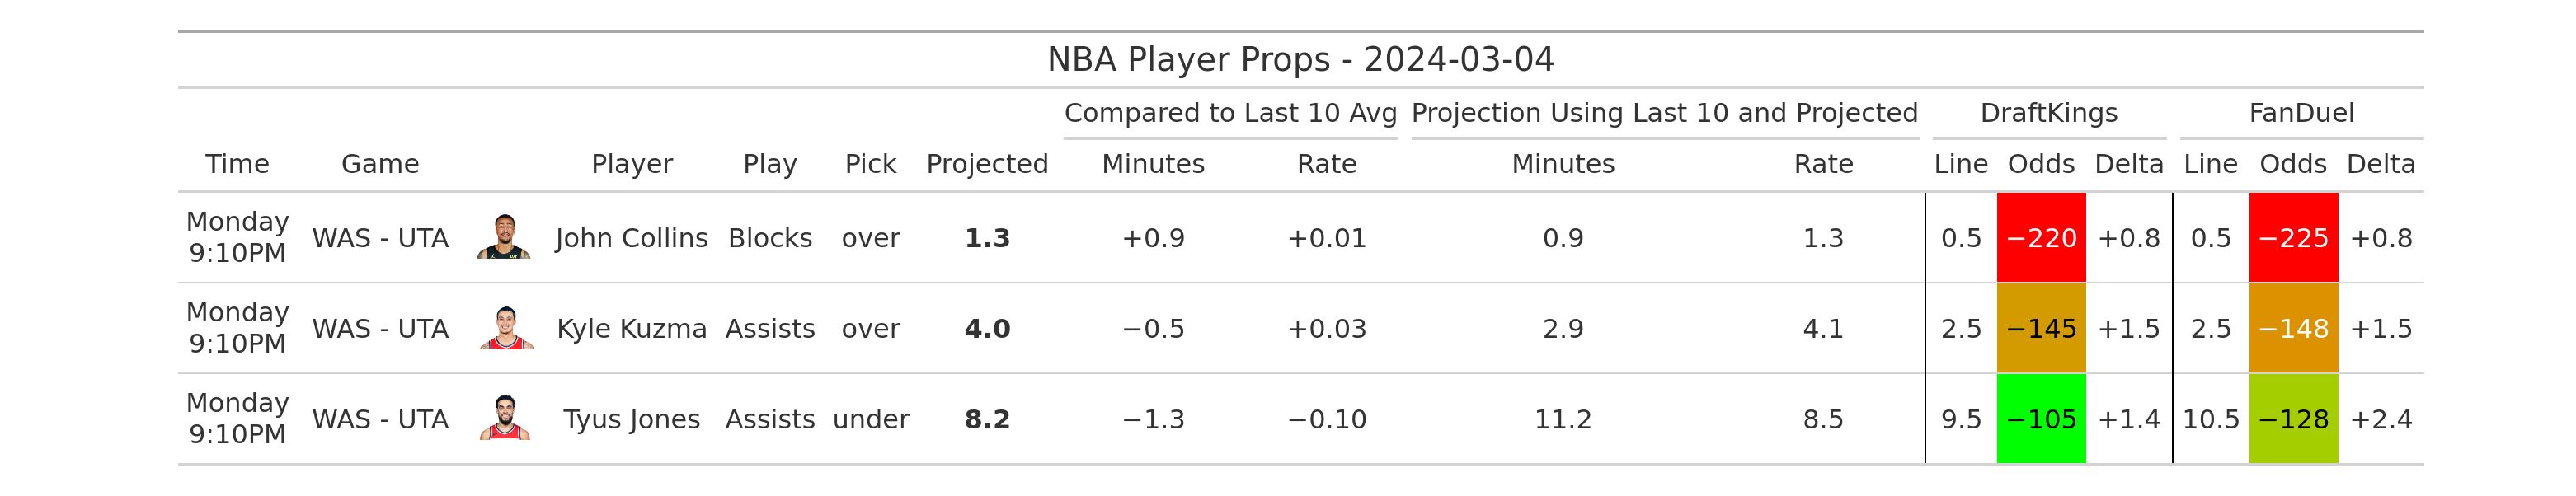 NBA Player Props - 2024-03-04
Compared to Last 10 Avg Projection Using Last 10 and Projected DraftKings FanDuel
Time Game Player Play Pick Projected Minutes Rate Minutes Rate Line Odds Delta Line Odds Delta
Monday
9:10PM WAS - UTA John Collins Blocks over 1.3 +0.9 +0.01 0.9 1.3 0.5 −220 +0.8 0.5 −225 +0.8
Monday
9:10PM WAS - UTA Kyle Kuzma Assists over 4.0 −0.5 +0.03 2.9 4.1 2.5 −145 +1.5 2.5 −148 +1.5
Monday
9:10PM WAS - UTA Tyus Jones Assists under 8.2 −1.3 −0.10 11.2 8.5 9.5 −105 +1.4 10.5 −128 +2.4